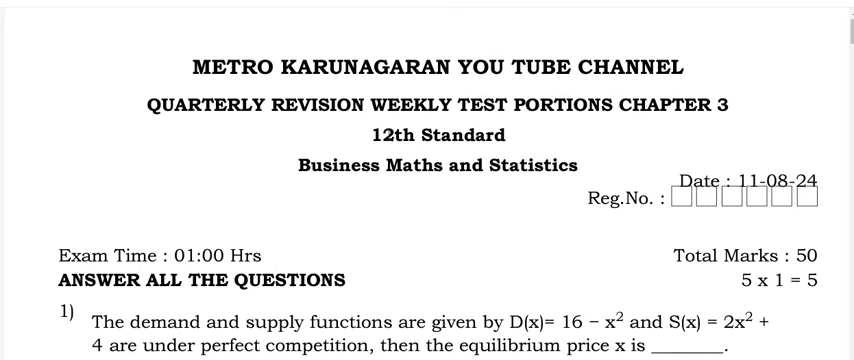 METRO KARUNAGARAN YOU TUBE CHANNEL
QUARTERLY REVISION WEEKLY TEST PORTIONS CHAPTER 3
12th Standard
Business Maths and Statistics
Date : 11-08-24
Reg.No. :
Exam Time : 01:00 Hrs Total Marks : 50
ANSWER ALL THE QUESTIONS 5 x 1 = 5
1) The demand and supply functions are given by D(x)= 16 − x² and S(x) = 2x² +
4 are under perfect competition, then the equilibrium price x is ________.